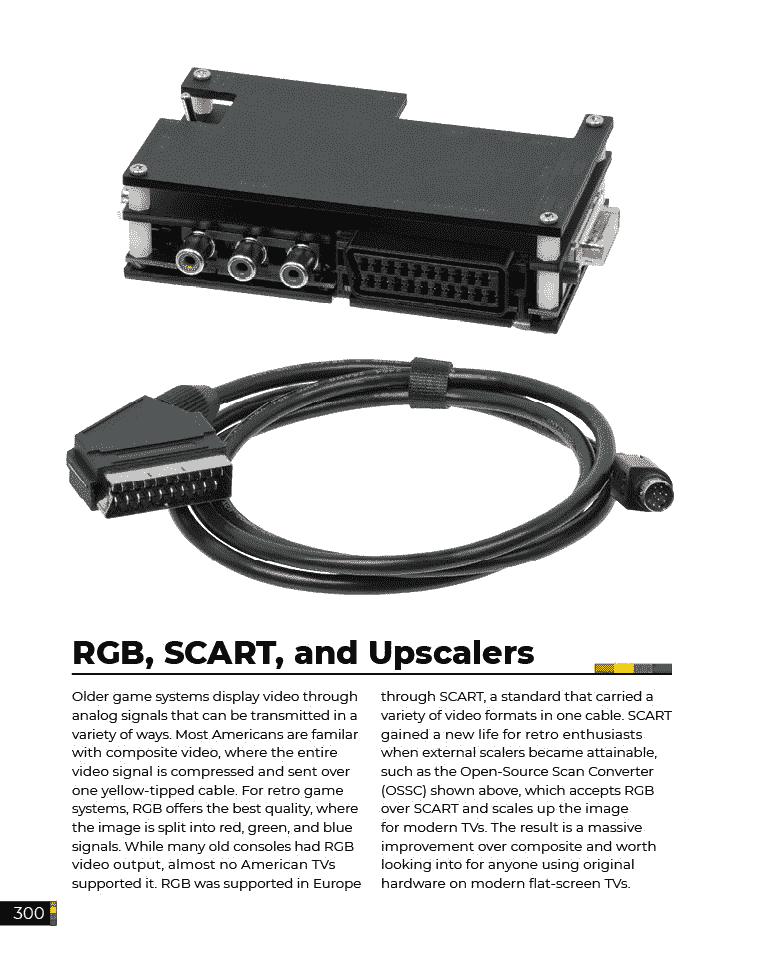 RGB, SCART, and Upscalers
Older game systems display video through
analog signals that can be transmitted in a
variety of ways. Most Americans are familar
with composite video, where the entire
video signal is compressed and sent over
one yellow-tipped cable. For retro game
systems, RGB offers the best quality, where
the image is split into red, green, and blue
signals. While many old consoles had RGB
video output, almost no American TVs
supported it. RGB was supported in Europe
through SCART, a standard that carried a
variety of video formats in one cable. SCART
gained a new life for retro enthusiasts
when external scalers became attainable,
such as the Open-Source Scan Converter
(OSSC) shown above, which accepts RGB
over SCART and scales up the image
for modern TVs. The result is a massive
improvement over composite and worth
looking into for anyone using original
hardware on modern flat-screen TVs.
300